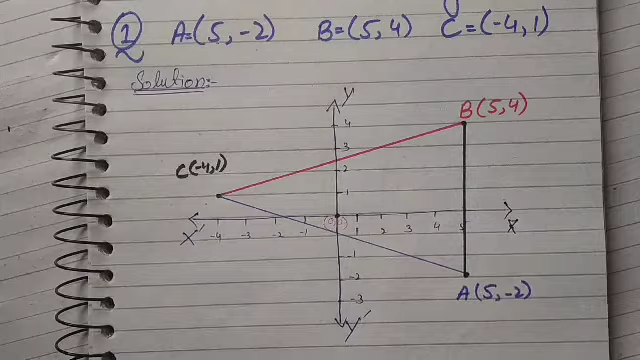 ① A=(5,-2) B=(5,4) C=(-4,1)
Solution:-
Y
B(5,4)
4
3
C(-4,1)
2
1
X' -4 -3 -2 -1 1 2 3 4 5 X
-1
-2
A(5,-2)
-3
Y'